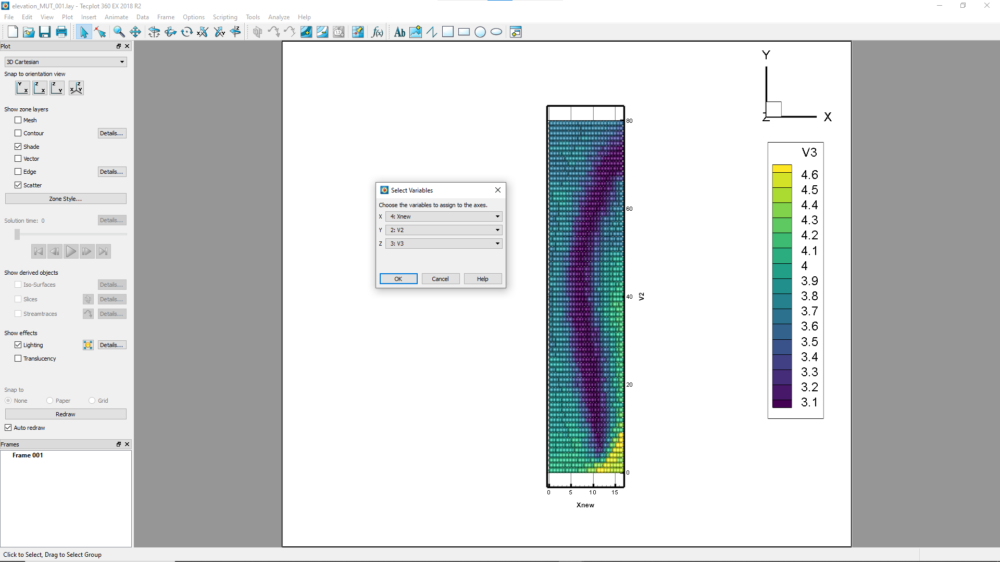 elevation_MUT_001.lay - Tecplot 360 EX 2018 R2
File Edit View Plot Insert Animate Data Frame Options Scripting Tools Analyze Help
Plot
3D Cartesian
Snap to orientation view
Y X Z X Z Y Z X Y
Show zone layers
Mesh
Contour Details...
Shade
Vector
Edge Details...
Scatter
Zone Style...
Solution time: 0 Details...
Show derived objects
Iso-Surfaces Details...
Slices Details...
Streamtraces Details...
Show effects
Lighting Details...
Translucency
Snap to
None Paper Grid
Redraw
Auto redraw
Frames
Frame 001
Click to Select, Drag to Select Group
Select Variables
Choose the variables to assign to the axes.
X 4: Xnew
Y 2: V2
Z 3: V3
OK Cancel Help
80
60
40
20
0
V2
0 5 10 15
Xnew
Y
Z X
V3
4.6
4.5
4.4
4.3
4.2
4.1
4
3.9
3.8
3.7
3.6
3.5
3.4
3.3
3.2
3.1
Ab
f(x)
1.2